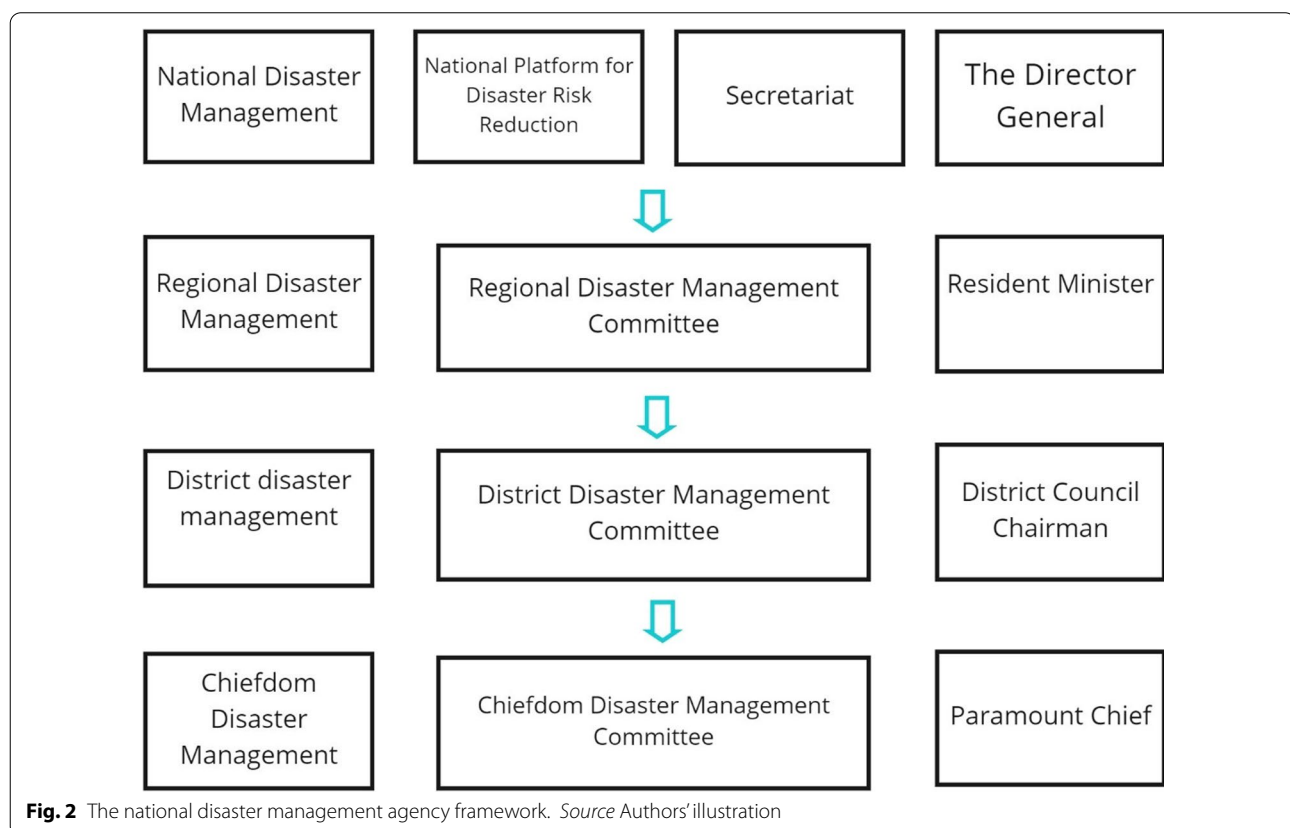 National Disaster
Management
National Platform for
Disaster Risk
Reduction
Secretariat
The Director
General
Regional Disaster
Management
Regional Disaster Management
Committee
Resident Minister
District disaster
management
District Disaster Management
Committee
District Council
Chairman
Chiefdom
Disaster
Management
Chiefdom Disaster Management
Committee
Paramount Chief
Fig. 2 The national disaster management agency framework. Source Authors' illustration